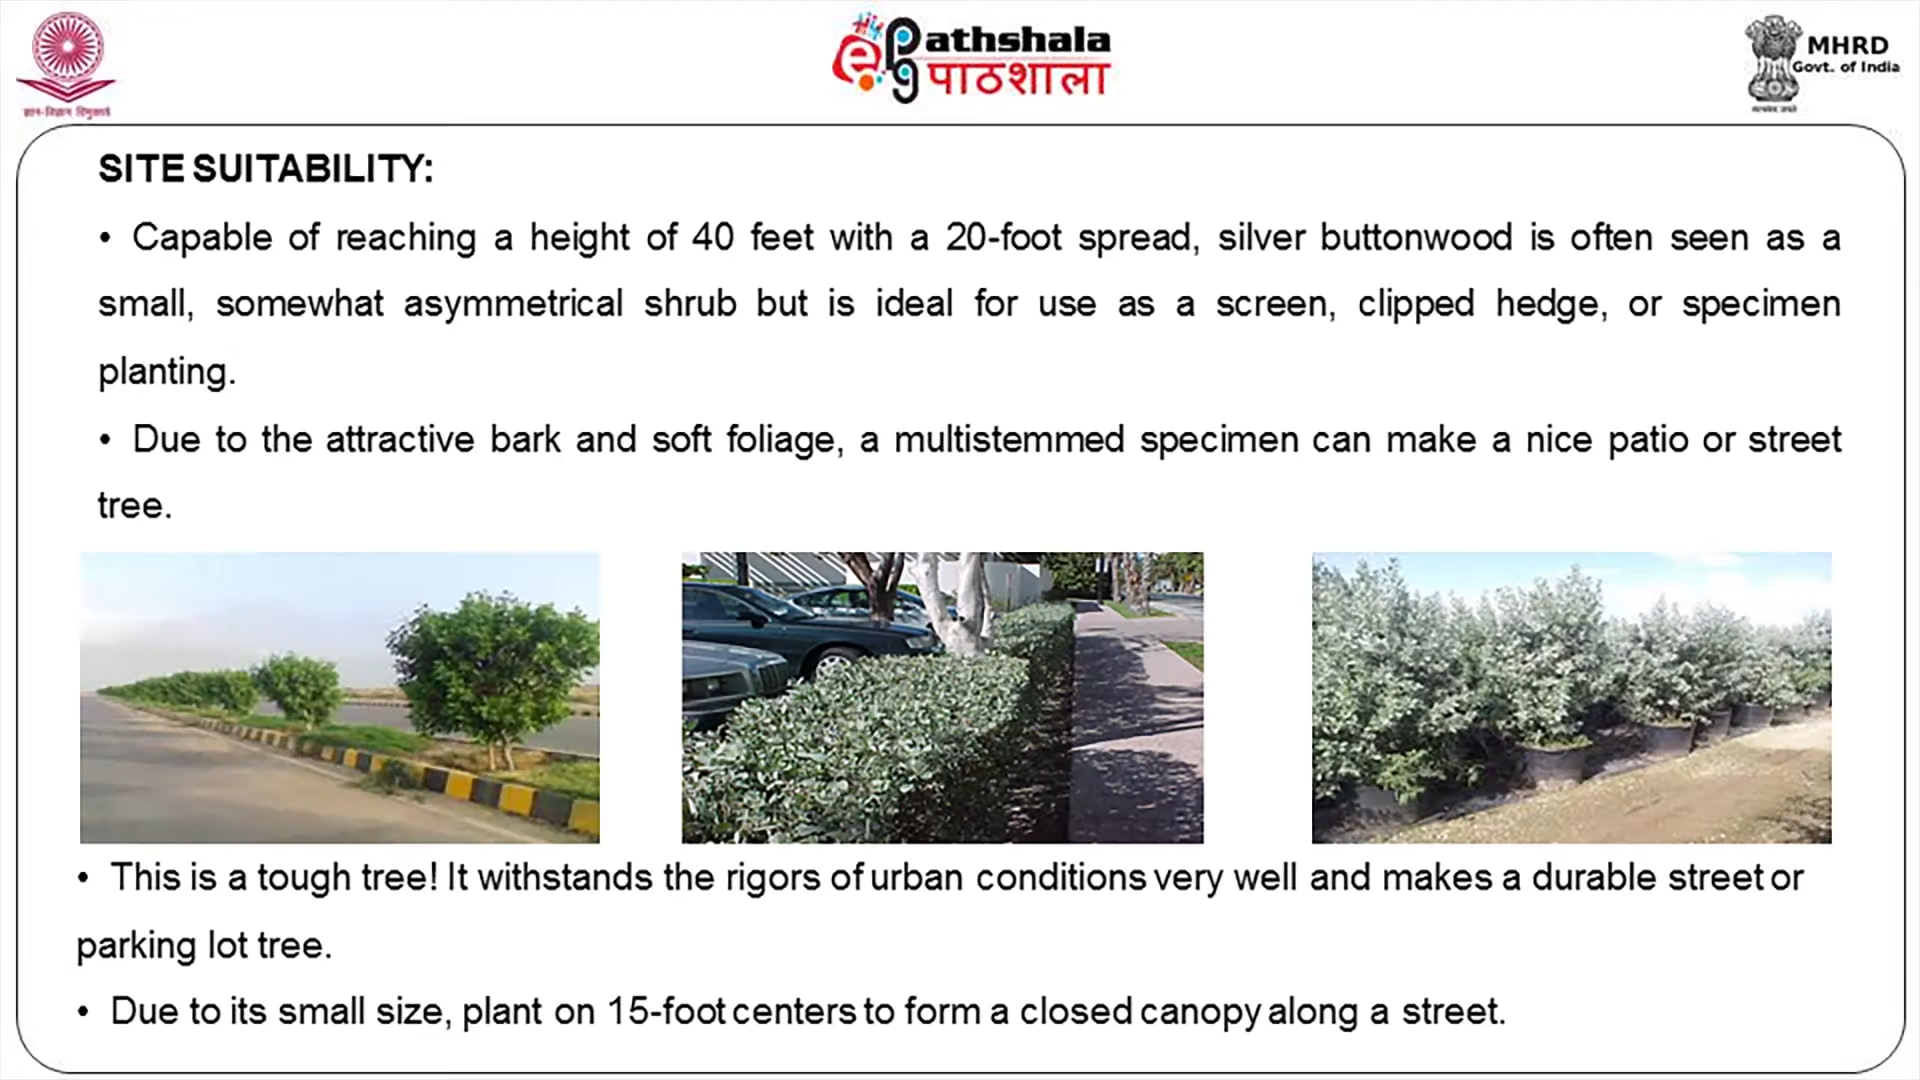 ePG Pathshala
पाठशाला
MHRD
Govt. of India
ज्ञान-विज्ञान विमुक्तये
सत्यमेव जयते
SITE SUITABILITY:
• Capable of reaching a height of 40 feet with a 20-foot spread, silver buttonwood is often seen as a
small, somewhat asymmetrical shrub but is ideal for use as a screen, clipped hedge, or specimen
planting.
• Due to the attractive bark and soft foliage, a multistemmed specimen can make a nice patio or street
tree.
• This is a tough tree! It withstands the rigors of urban conditions very well and makes a durable street or
parking lot tree.
• Due to its small size, plant on 15-foot centers to form a closed canopy along a street.